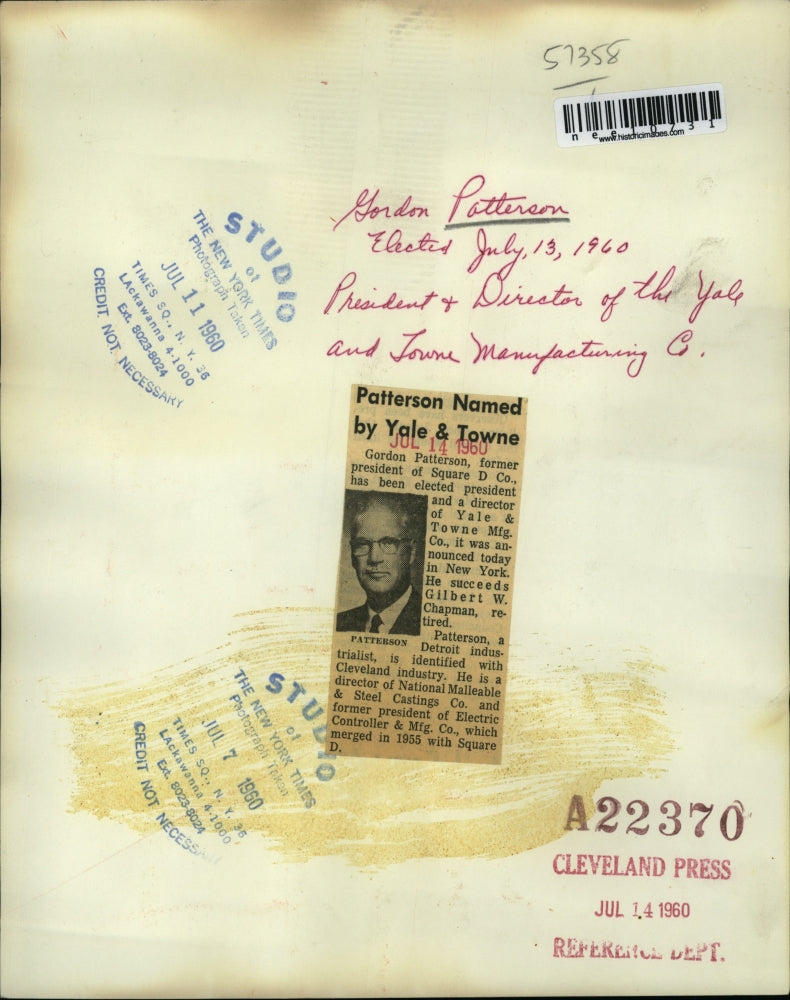 57358
n e e 1 0 7 3 1
www.historicimages.com
Gordon Patterson
Elected July, 13, 1960
President & Director of the Yale
and Towne Manufacturing Co.
STUDIO
of
THE NEW YORK TIMES
Photograph Taken
JUL 11 1960
TIMES SQ., N. Y. 36
LAckawanna 4-1000
Ext. 8023-8024
CREDIT NOT NECESSARY
Patterson Named
by Yale & Towne
JUL 14 1960
Gordon Patterson, former
president of Square D Co.,
has been elected president
and a director
of Yale &
Towne Mfg.
Co., it was an-
nounced today
in New York.
He succeeds
Gilbert W.
Chapman, re-
tired.
PATTERSON
Patterson, a
Detroit indus-
trialist, is identified with
Cleveland industry. He is a
director of National Malleable
& Steel Castings Co. and
former president of Electric
Controller & Mfg. Co., which
merged in 1955 with Square
D.
STUDIO
of
THE NEW YORK TIMES
Photograph Taken
JUL 7 1960
TIMES SQ., N. Y. 36
LAckawanna 4-1000
Ext. 8023-8024
CREDIT NOT NECESSARY
A22370
CLEVELAND PRESS
JUL 14 1960
REFERENCE DEPT.